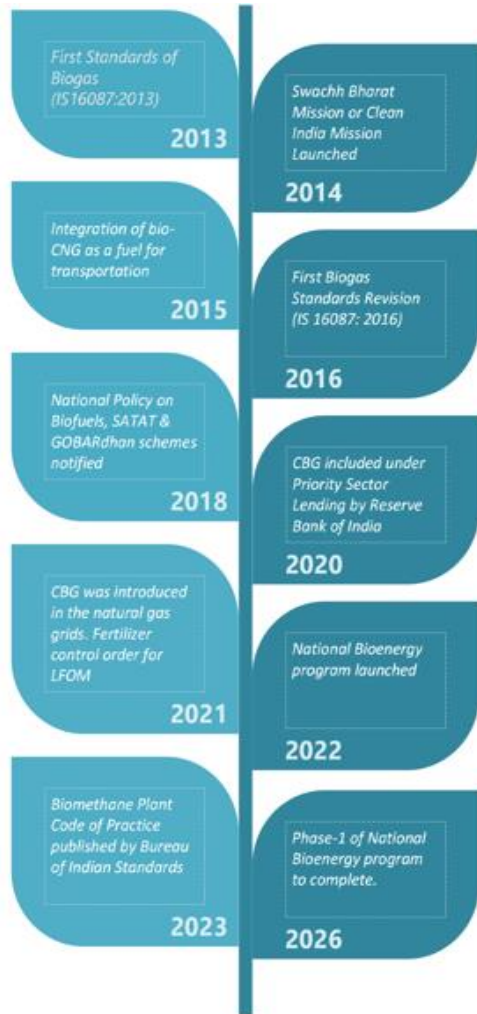 First Standards of
Biogas
(IS16087:2013)
2013
Swachh Bharat
Mission or Clean
India Mission
Launched
2014
Integration of bio-
CNG as a fuel for
transportation
2015
First Biogas
Standards Revision
(IS 16087: 2016)
2016
National Policy on
Biofuels, SATAT &
GOBARdhan schemes
notified
2018
CBG included under
Priority Sector
Lending by Reserve
Bank of India
2020
CBG was introduced
in the natural gas
grids. Fertilizer
control order for
LFOM
2021
National Bioenergy
program launched
2022
Biomethane Plant
Code of Practice
published by Bureau
of Indian Standards
2023
Phase-1 of National
Bioenergy program
to complete.
2026